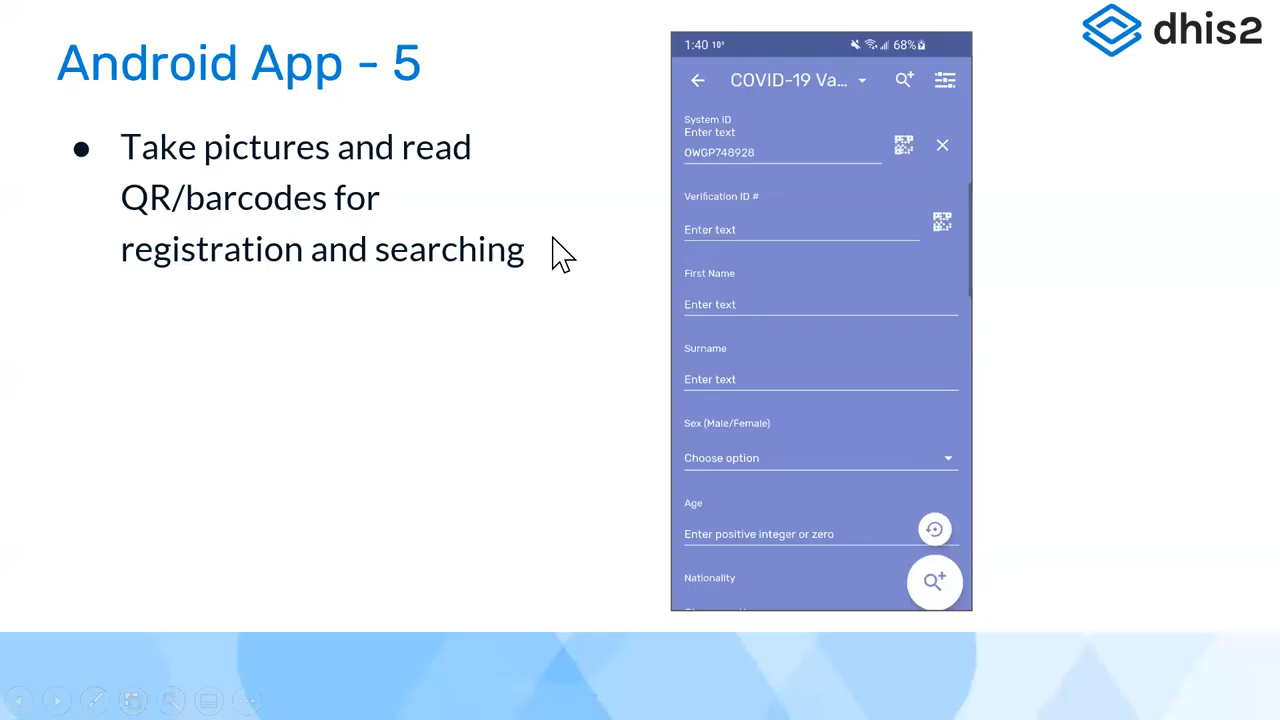 Android App - 5
dhis2
● Take pictures and read
QR/barcodes for
registration and searching
1:40 10° 68%
COVID-19 Va...
System ID
Enter text
OWGP748928
Verification ID #
Enter text
First Name
Enter text
Surname
Enter text
Sex (Male/Female)
Choose option
Age
Enter positive integer or zero
Nationality